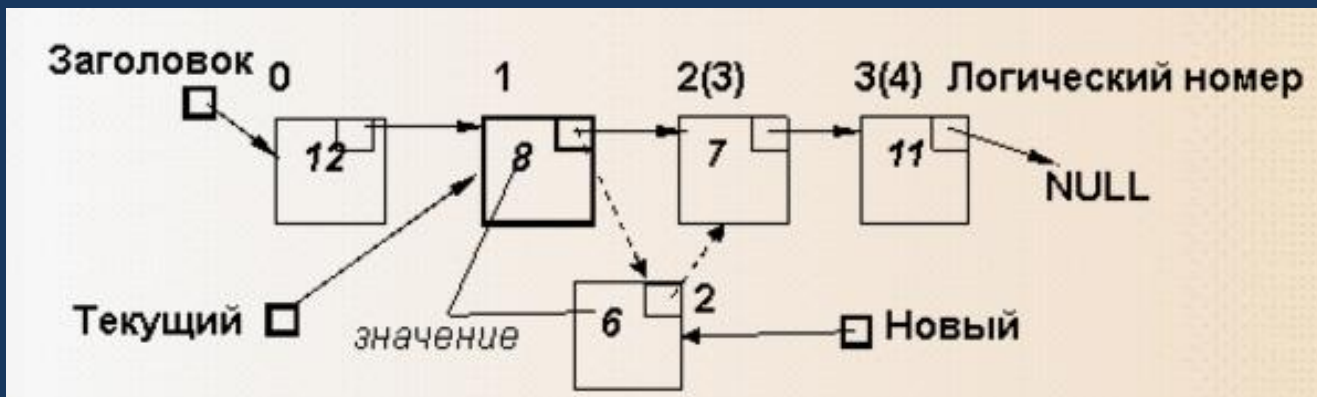 Заголовок
0 1 2(3) 3(4) Логический номер
12 8 7 11
NULL
Текущий
значение
6 2
Новый